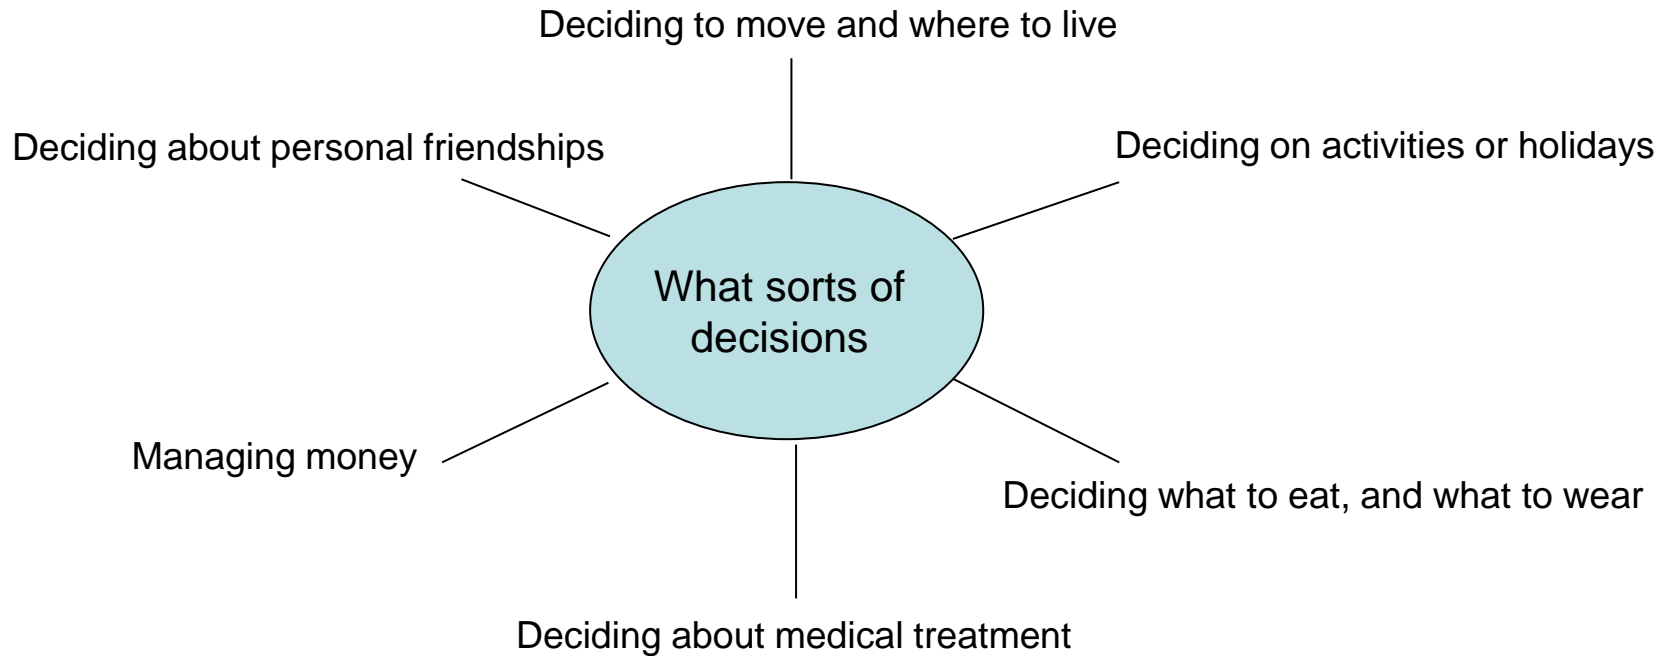 Deciding to move and where to live
Deciding about personal friendships
Deciding on activities or holidays
What sorts of
decisions
Managing money
Deciding what to eat, and what to wear
Deciding about medical treatment